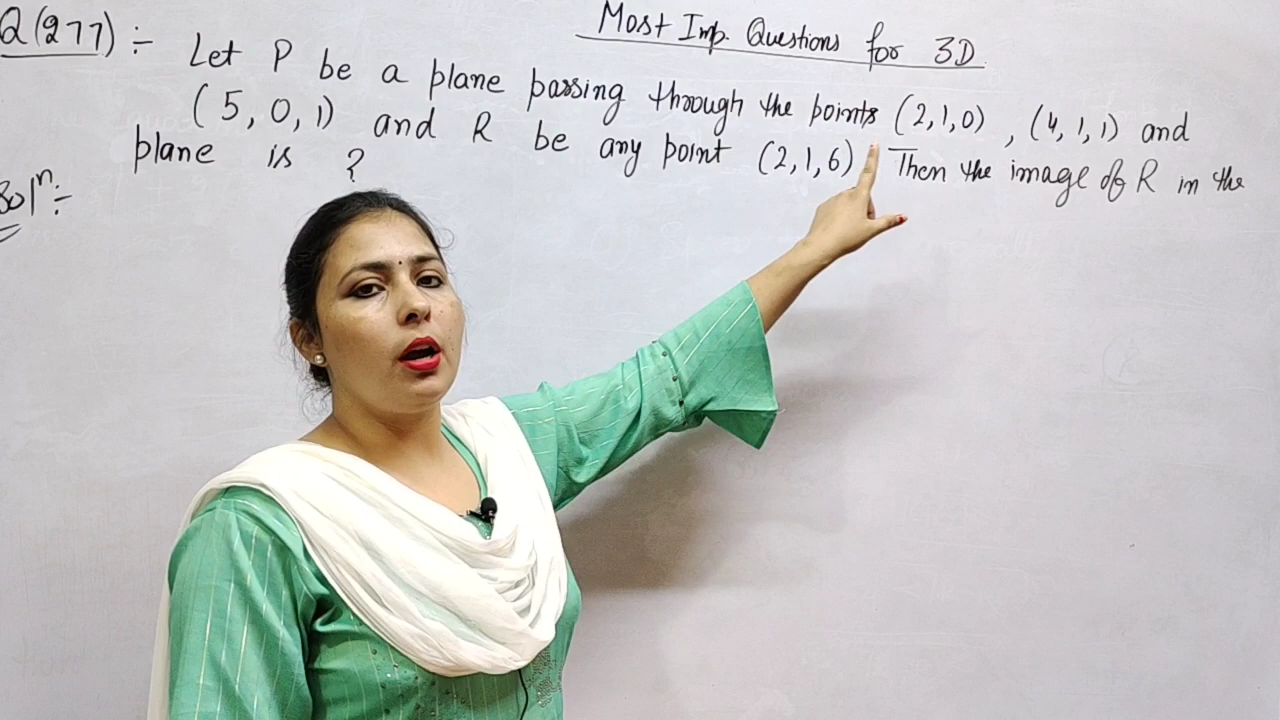 Most Imp. Questions for 3D
Q(277) :- Let P be a plane passing through the points (2,1,0) , (4,1,1) and
(5,0,1) and R be any point (2,1,6) Then the image of R in the
plane is ?
Solⁿ:-